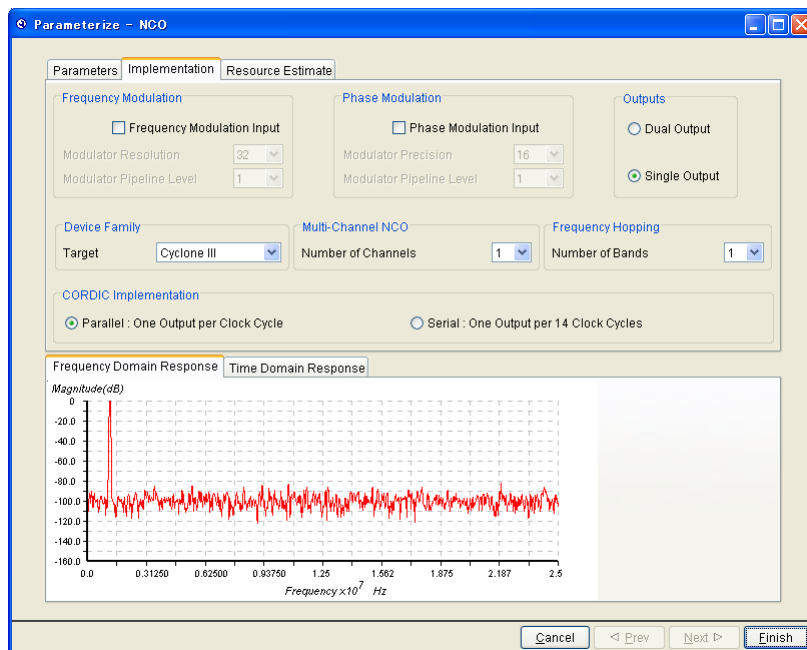 Parameterize - NCO
Parameters Implementation Resource Estimate
Frequency Modulation
Frequency Modulation Input
Modulator Resolution 32
Modulator Pipeline Level 1
Phase Modulation
Phase Modulation Input
Modulator Precision 16
Modulator Pipeline Level 1
Outputs
Dual Output
Single Output
Device Family
Target Cyclone III
Multi-Channel NCO
Number of Channels 1
Frequency Hopping
Number of Bands 1
CORDIC Implementation
Parallel : One Output per Clock Cycle Serial : One Output per 14 Clock Cycles
Frequency Domain Response Time Domain Response
Magnitude(dB)
0
-20.0
-40.0
-60.0
-80.0
-100.0
-120.0
-140.0
-160.0
0.0 0.31250 0.62500 0.93750 1.25 1.562 1.875 2.187 2.5
Frequency x10^7 Hz
Cancel Prev Next Finish